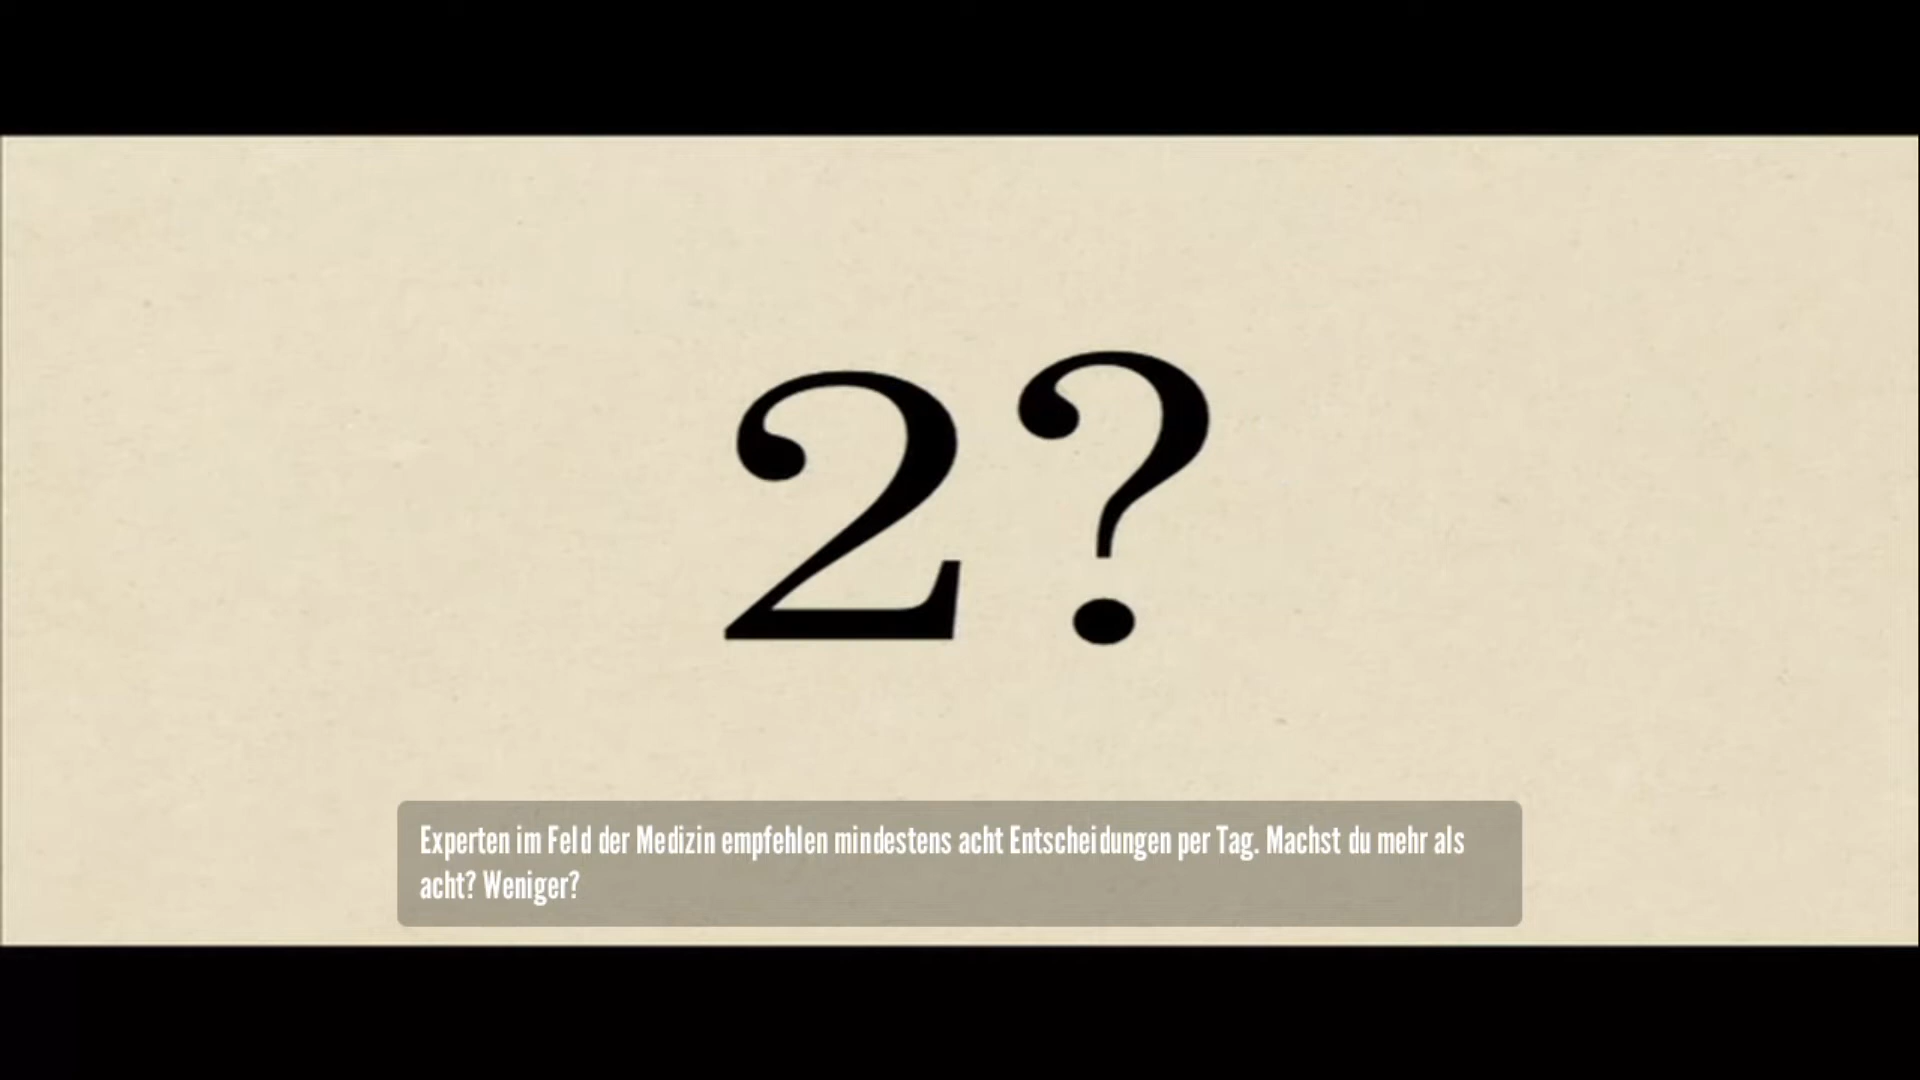 2?
Experten im Feld der Medizin empfehlen mindestens acht Entscheidungen per Tag. Machst du mehr als
acht? Weniger?